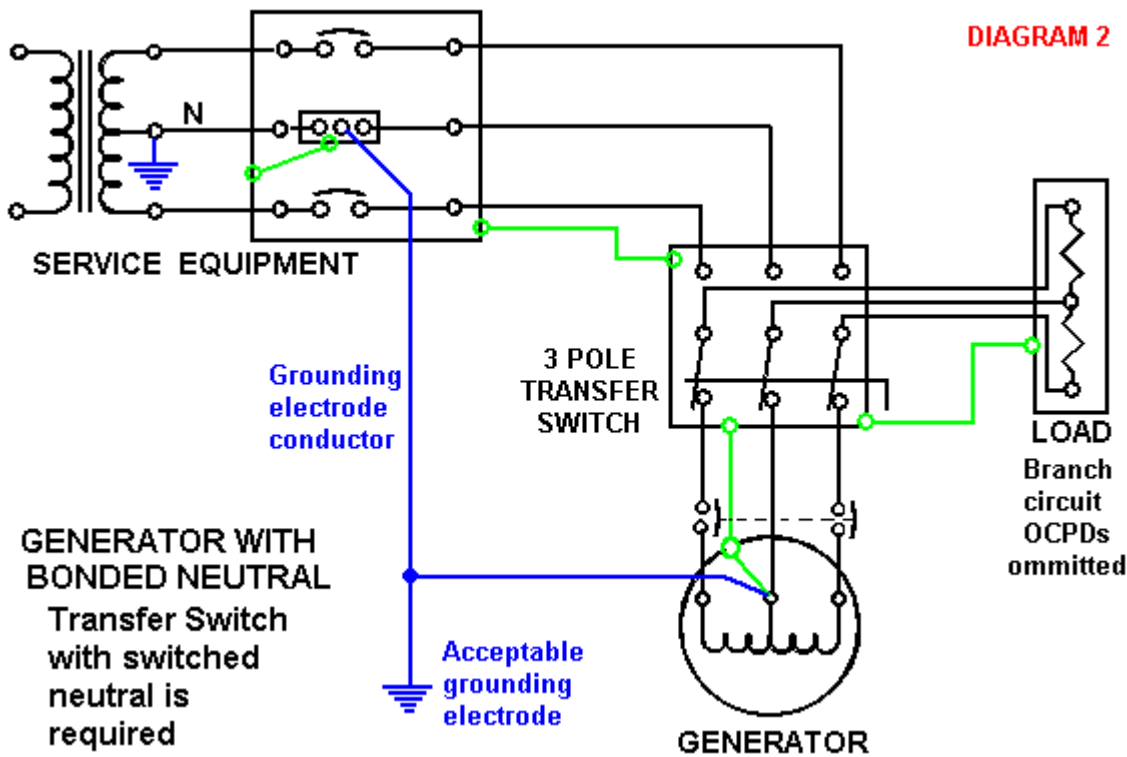 DIAGRAM 2
N
SERVICE EQUIPMENT
3 POLE
TRANSFER
SWITCH
Grounding
electrode
conductor
LOAD
Branch
circuit
OCPDs
ommitted
GENERATOR WITH
BONDED NEUTRAL
Transfer Switch
with switched
neutral is
required
Acceptable
grounding
electrode
GENERATOR